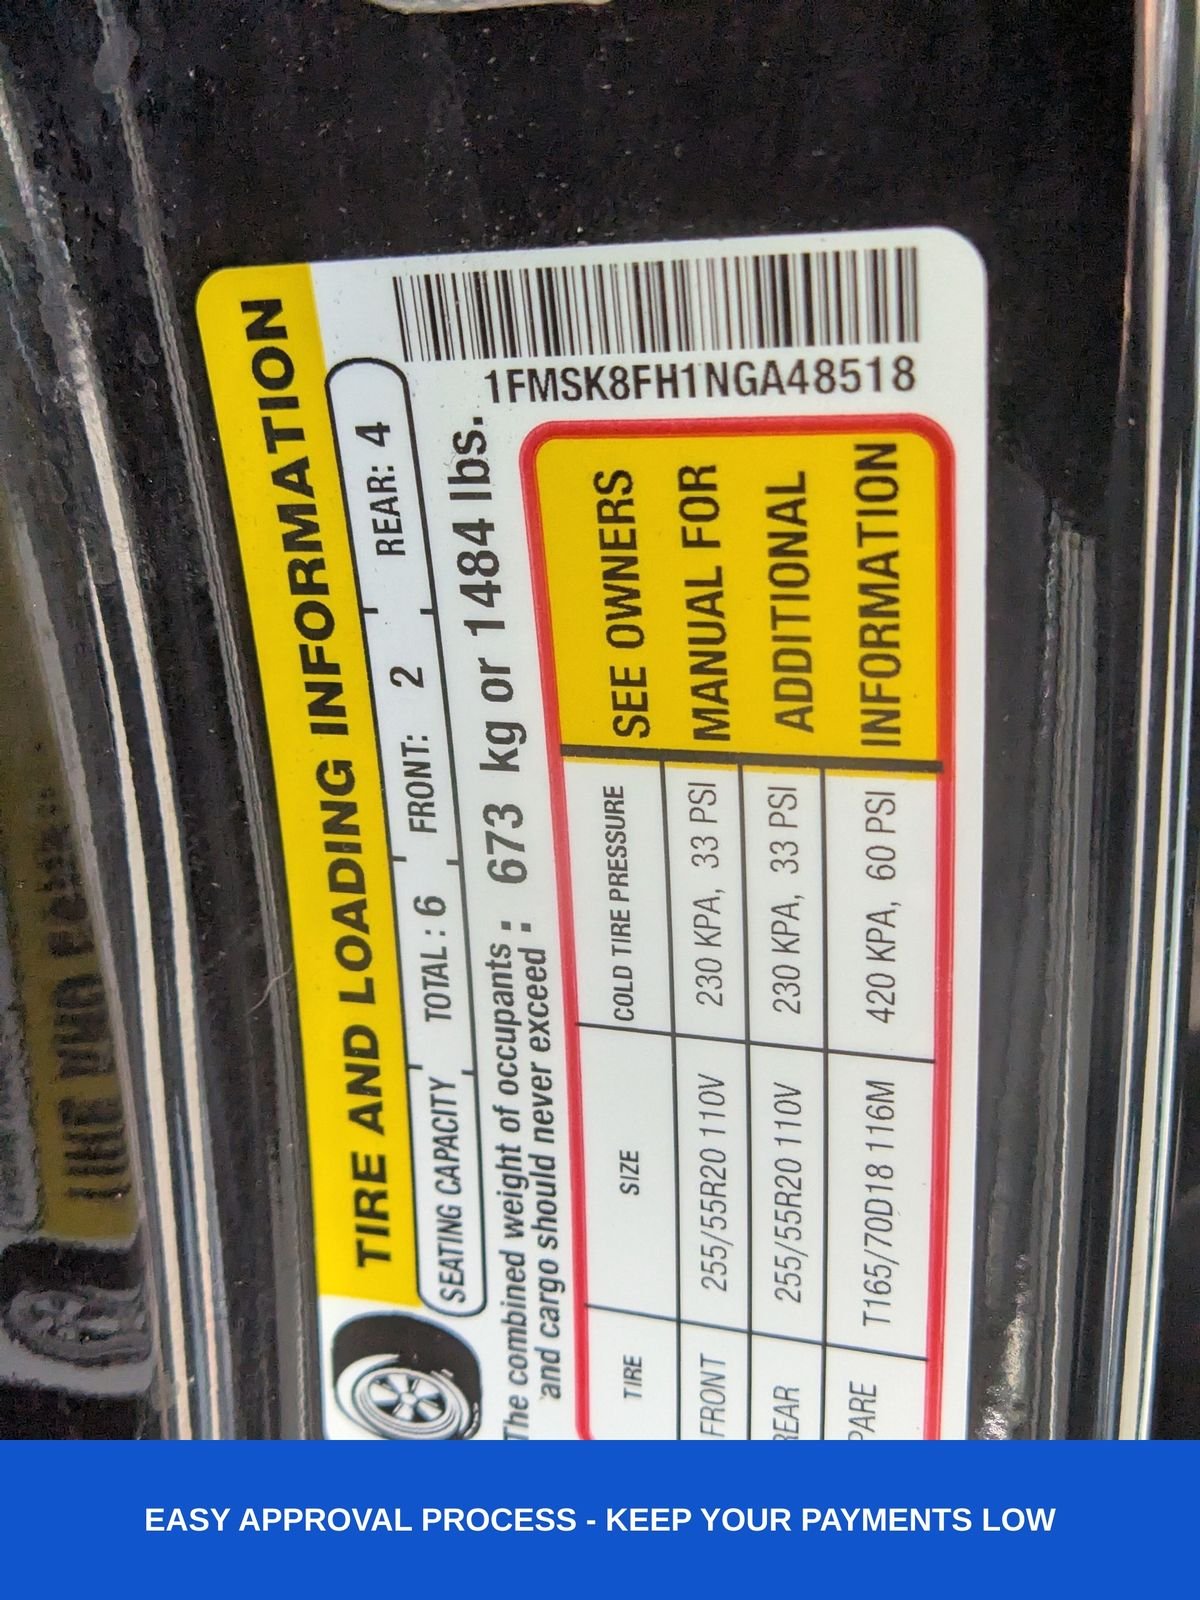 TIRE AND LOADING INFORMATION
SEATING CAPACITY TOTAL : 6 FRONT: 2 REAR: 4
The combined weight of occupants and cargo should never exceed : 673 kg or 1484 lbs.
1FMSK8FH1NGA48518
TIRE SIZE COLD TIRE PRESSURE
FRONT 255/55R20 110V 230 KPA, 33 PSI
REAR 255/55R20 110V 230 KPA, 33 PSI
PARE T165/70D18 116M 420 KPA, 60 PSI
SEE OWNERS
MANUAL FOR
ADDITIONAL
INFORMATION
EASY APPROVAL PROCESS - KEEP YOUR PAYMENTS LOW